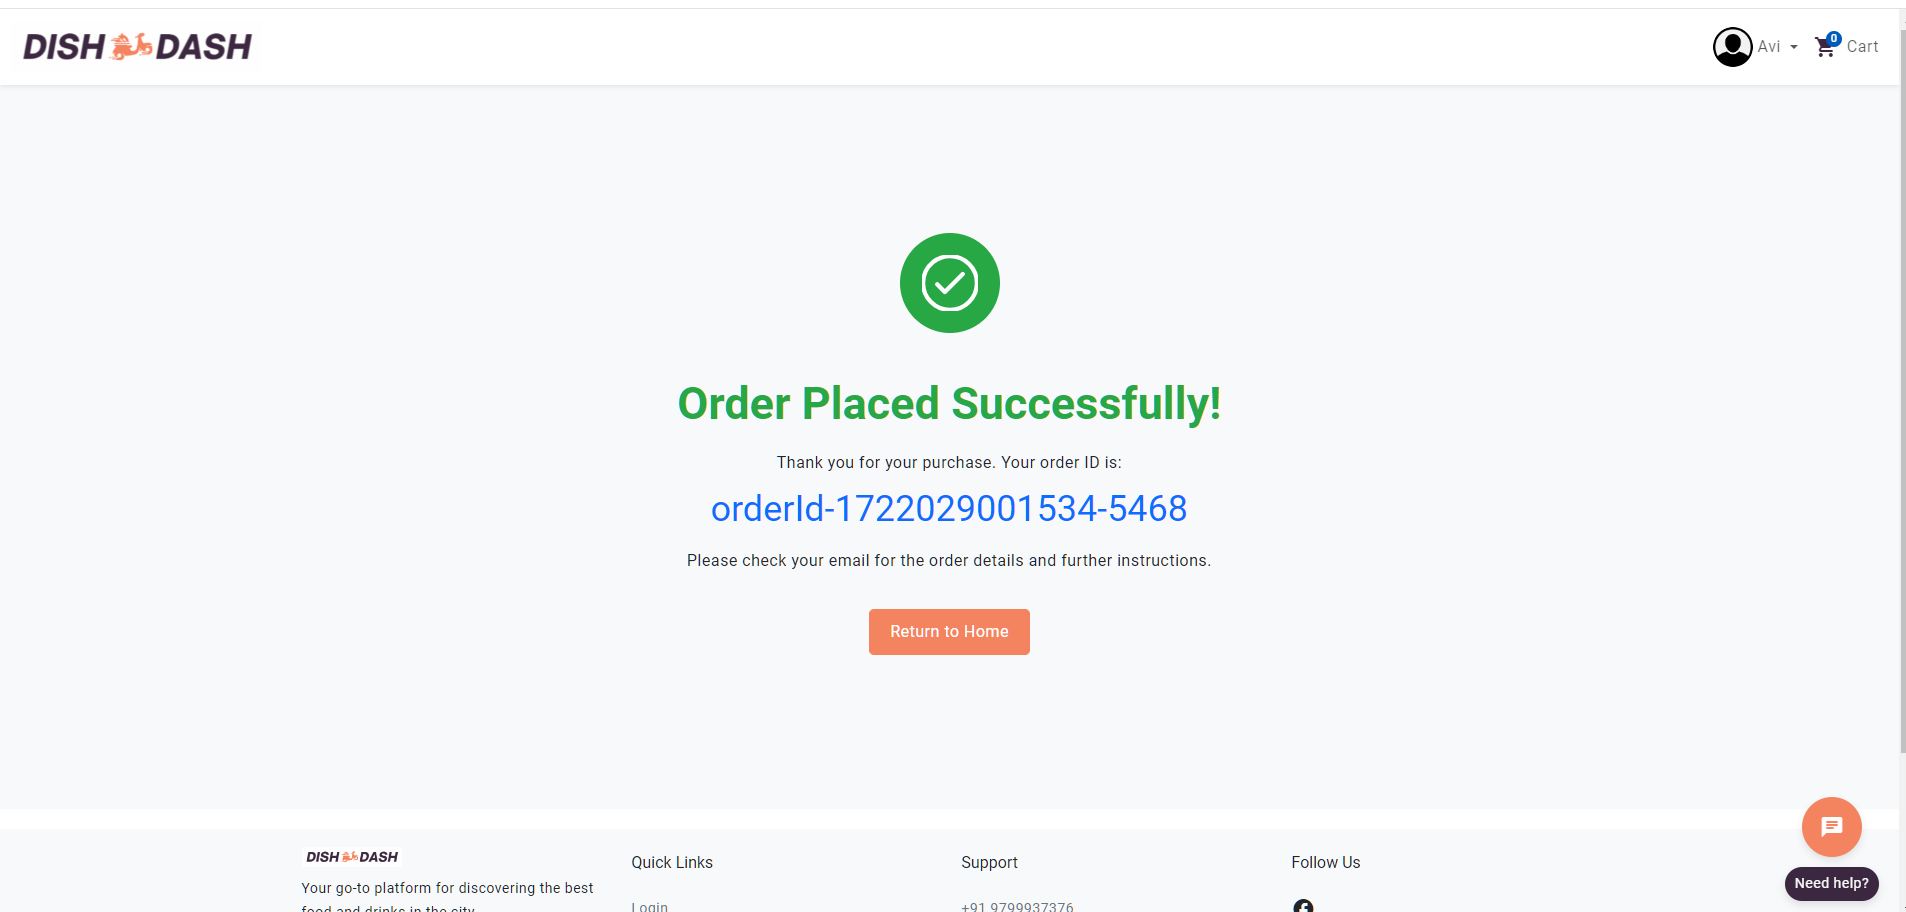 DISH DASH
Avi
0
Cart
Order Placed Successfully!
Thank you for your purchase. Your order ID is:
orderId-1722029001534-5468
Please check your email for the order details and further instructions.
Return to Home
DISH DASH
Your go-to platform for discovering the best
food and drinks in the city
Quick Links
Login
Support
+91 9799937376
Follow Us
Need help?